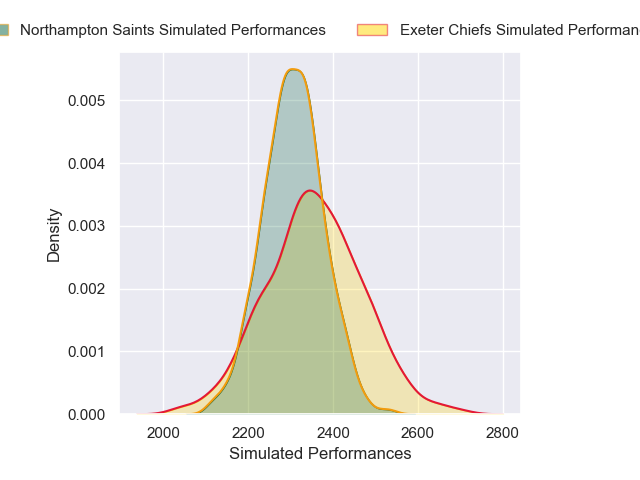 Northampton Saints Simulated Performances
Exeter Chiefs Simulated
0.005
0.004
0.003
0.002
0.001
0.000
Density
2000 2200 2400 2600 2800
Simulated Performances